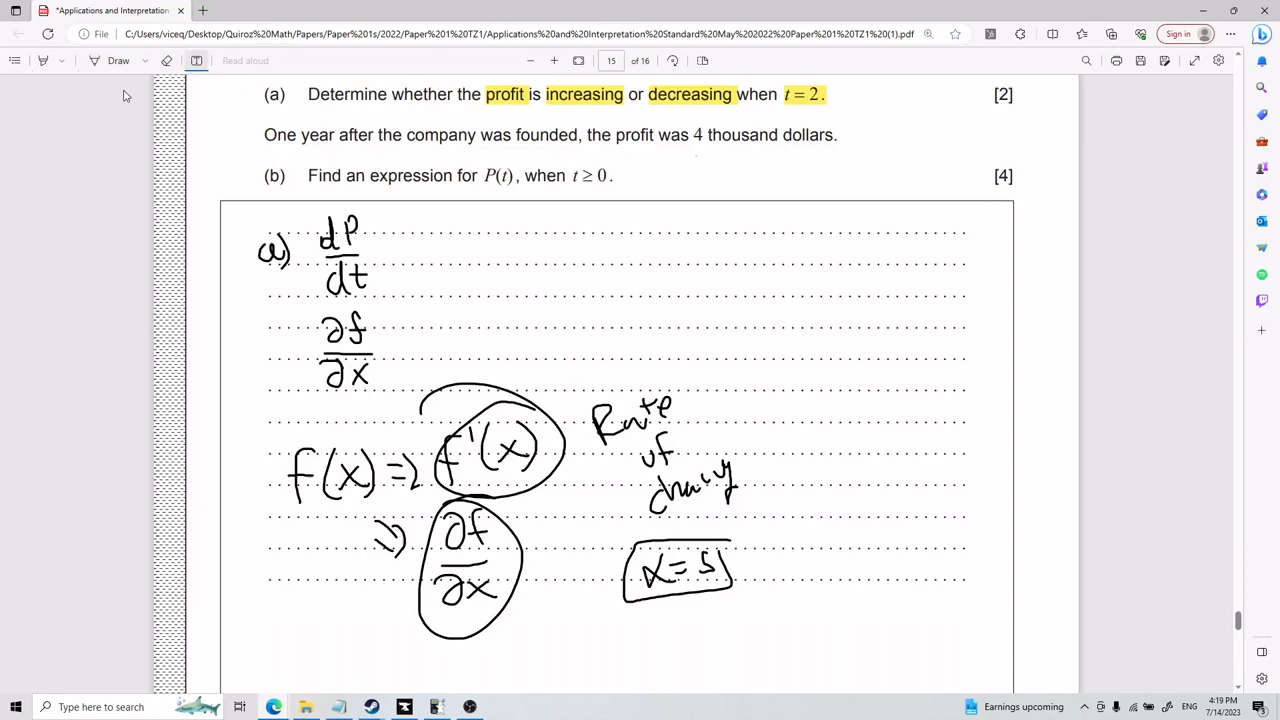 *Applications and Interpretation
File
C:/Users/viceq/Desktop/Quiroz%20Math/Papers/Paper%201s/2022/Paper%201%20TZ1/Applications%20and%20Interpretation%20Standard%20May%202022%20Paper%201%20TZ1%20(1).pdf
Sign in
Draw
Read aloud
15 of 16
(a) Determine whether the profit is increasing or decreasing when t = 2. [2]
One year after the company was founded, the profit was 4 thousand dollars.
(b) Find an expression for P(t), when t ≥ 0. [4]
a) dP
dt
∂f
∂x
Rate
f(x) => f'(x)
of
change
=> ∂f
∂x
x = 5
Type here to search
Earnings upcoming
ENG
4:19 PM
7/14/2023
3